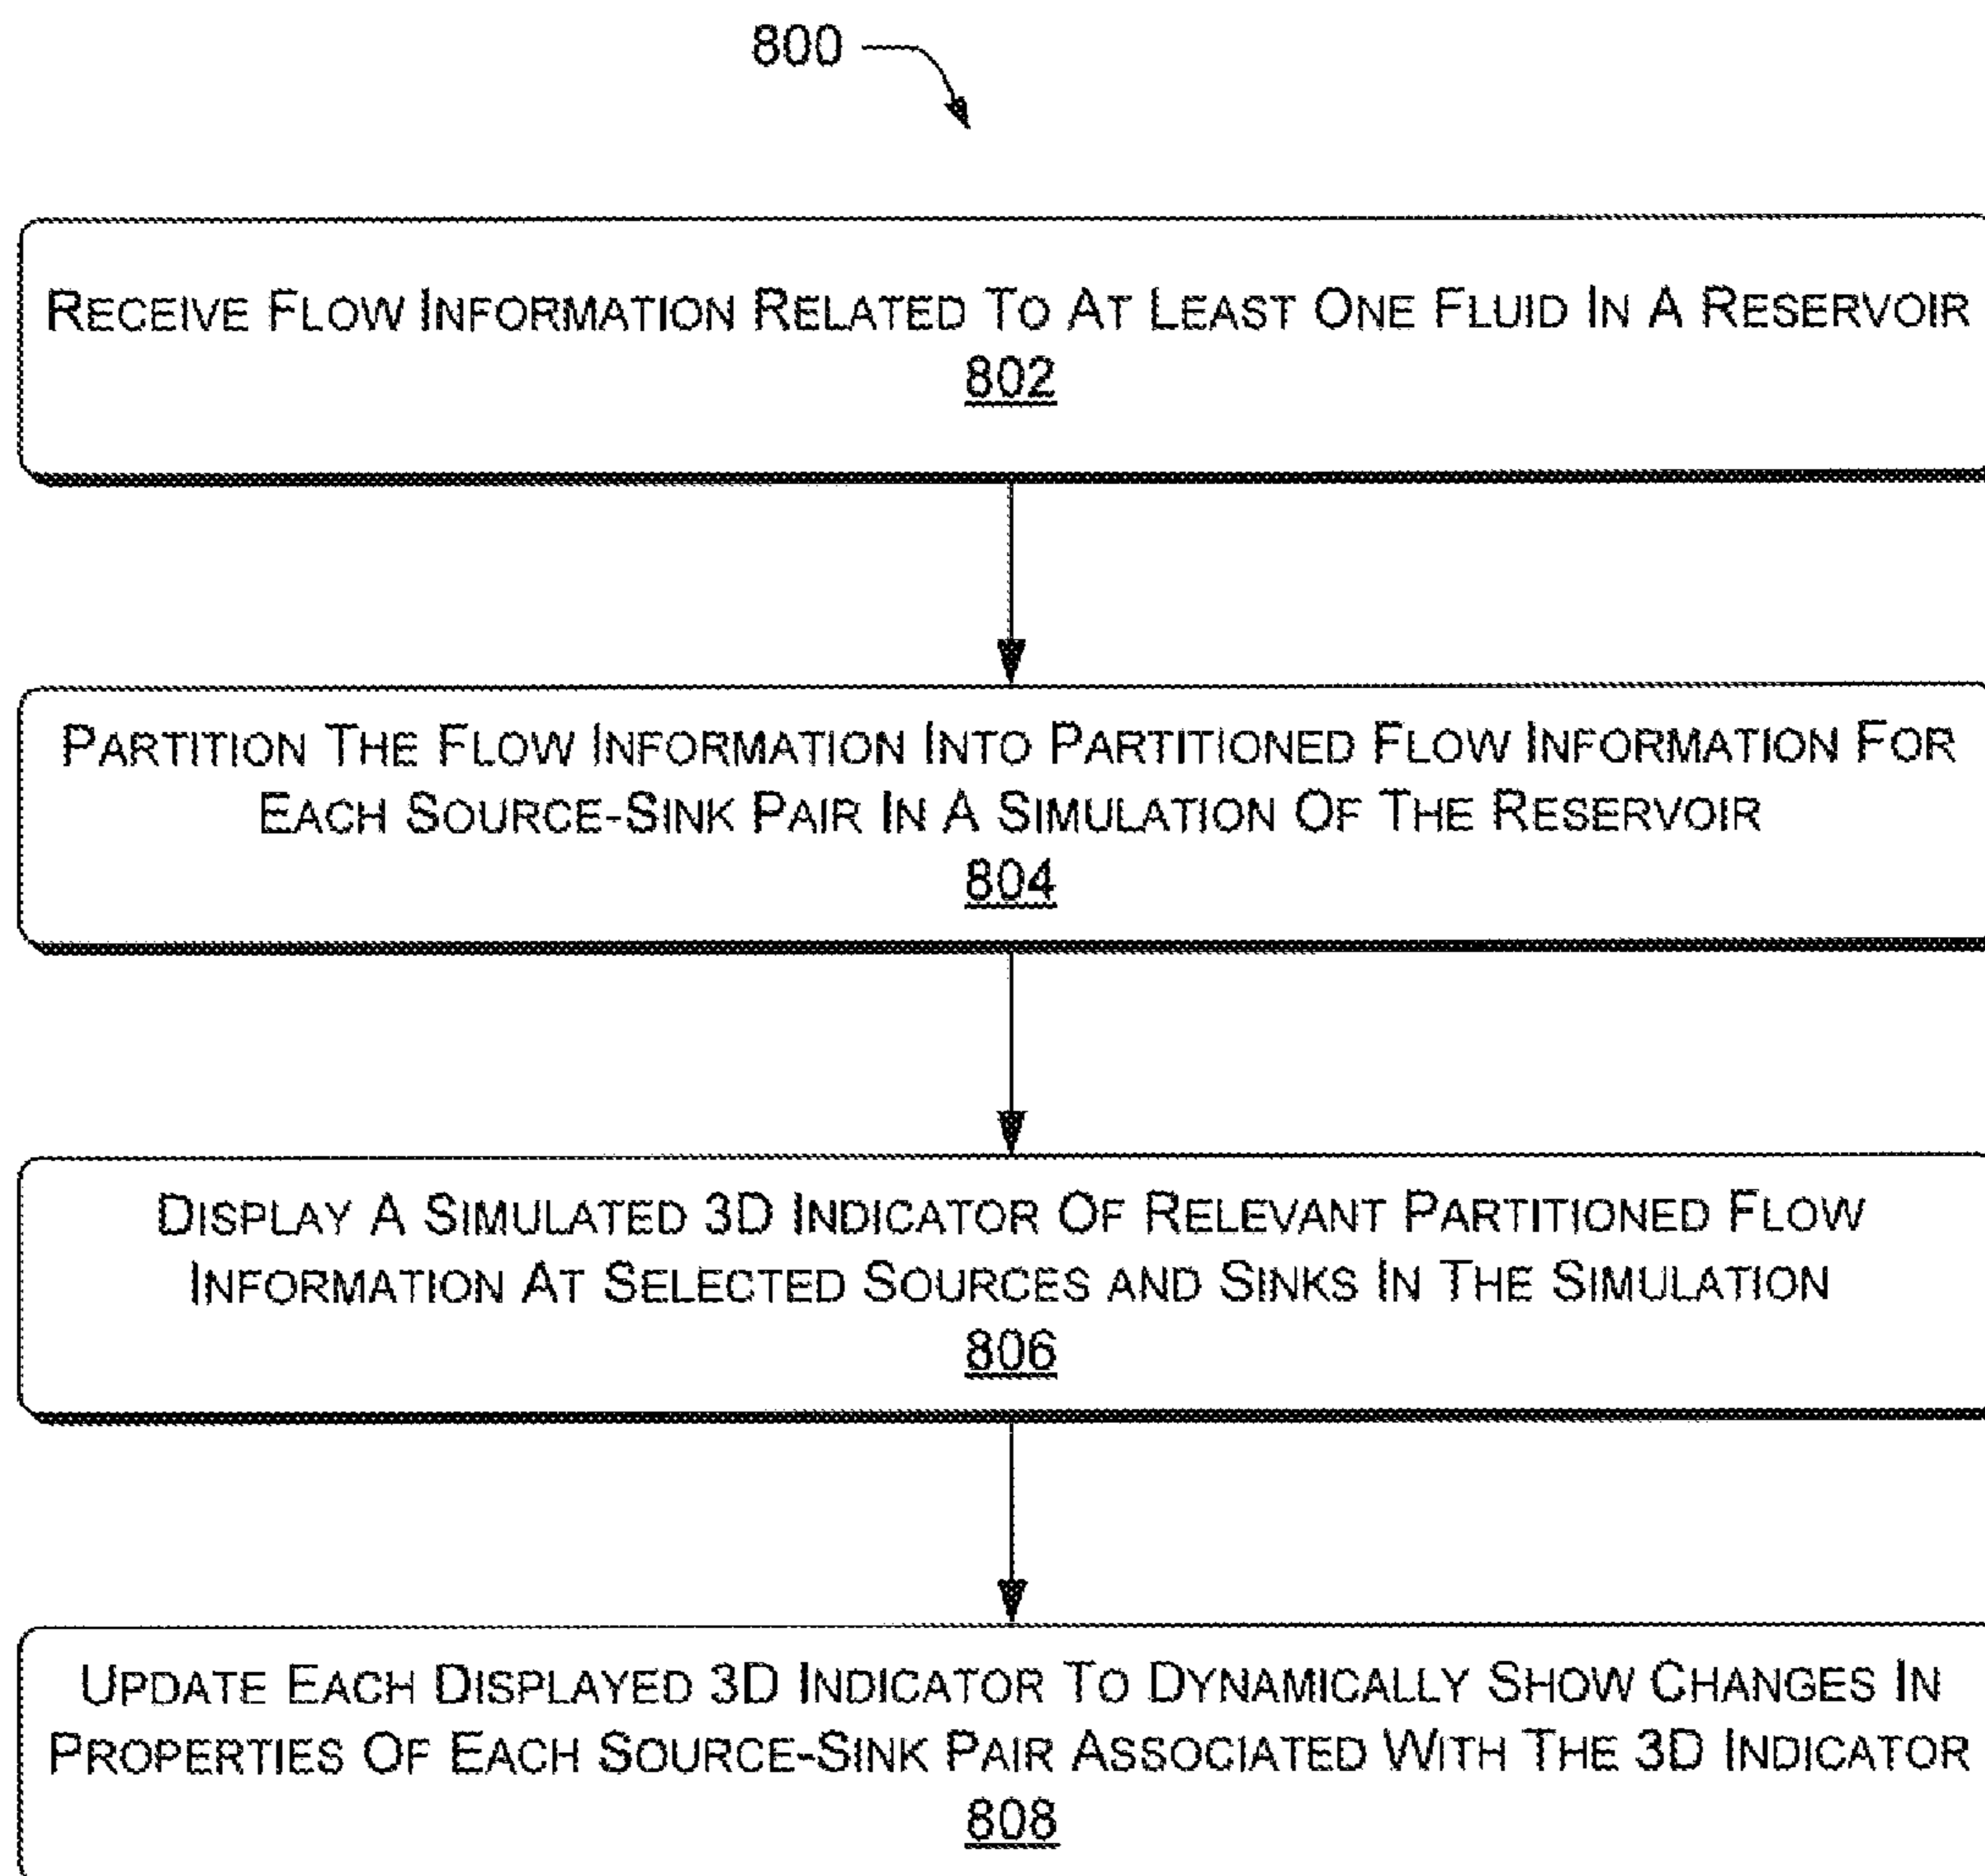 800
RECEIVE FLOW INFORMATION RELATED TO AT LEAST ONE FLUID IN A RESERVOIR
802
PARTITION THE FLOW INFORMATION INTO PARTITIONED FLOW INFORMATION FOR
EACH SOURCE-SINK PAIR IN A SIMULATION OF THE RESERVOIR
804
DISPLAY A SIMULATED 3D INDICATOR OF RELEVANT PARTITIONED FLOW
INFORMATION AT SELECTED SOURCES AND SINKS IN THE SIMULATION
806
UPDATE EACH DISPLAYED 3D INDICATOR TO DYNAMICALLY SHOW CHANGES IN
PROPERTIES OF EACH SOURCE-SINK PAIR ASSOCIATED WITH THE 3D INDICATOR
808